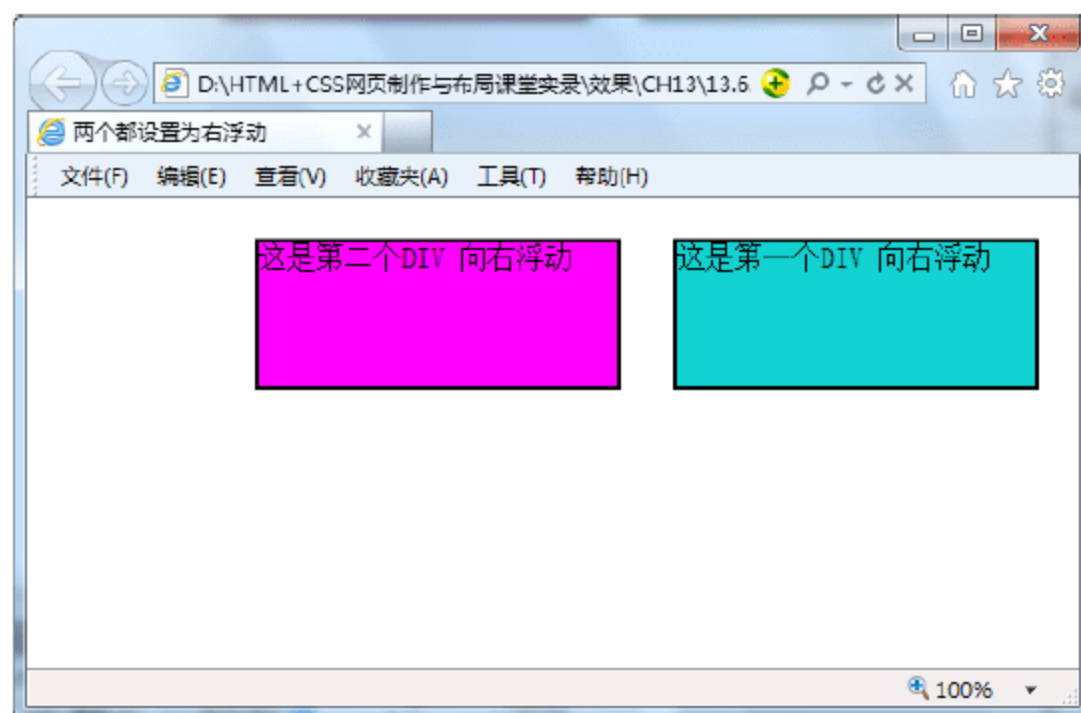 D:\HTML+CSS网页制作与布局课堂实录\效果\CH13\13.6
两个都设置为右浮动
文件(F) 编辑(E) 查看(V) 收藏夹(A) 工具(T) 帮助(H)
这是第二个DIV 向右浮动
这是第一个DIV 向右浮动
100%